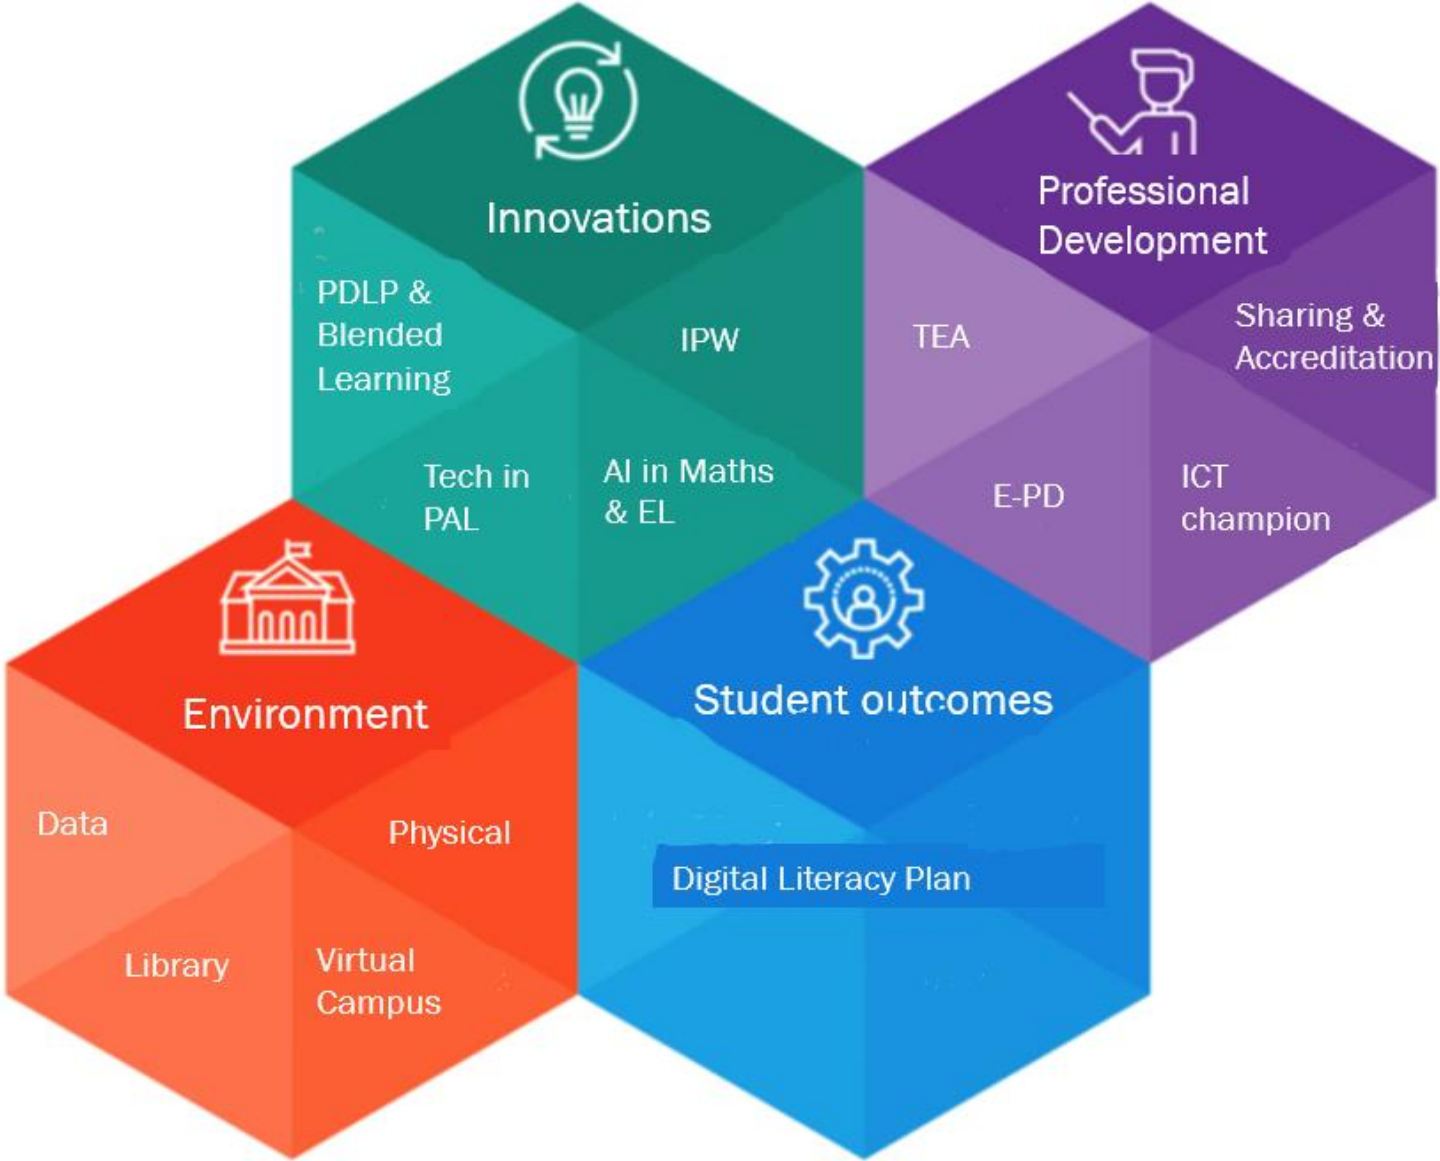 Innovations
PDLP &
Blended
Learning
IPW
Tech in
PAL
AI in Maths
& EL
Professional
Development
TEA
Sharing &
Accreditation
E-PD
ICT
champion
Environment
Data
Physical
Library
Virtual
Campus
Student outcomes
Digital Literacy Plan